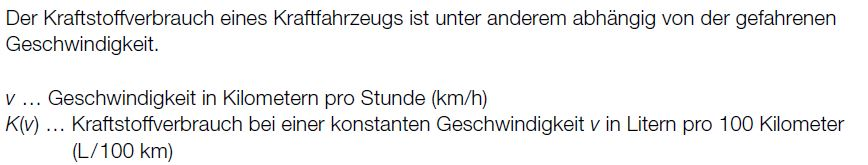 Der Kraftstoffverbrauch eines Kraftfahrzeugs ist unter anderem abhängig von der gefahrenen
Geschwindigkeit.
v … Geschwindigkeit in Kilometern pro Stunde (km/h)
K(v) … Kraftstoffverbrauch bei einer konstanten Geschwindigkeit v in Litern pro 100 Kilometer
(L/100 km)